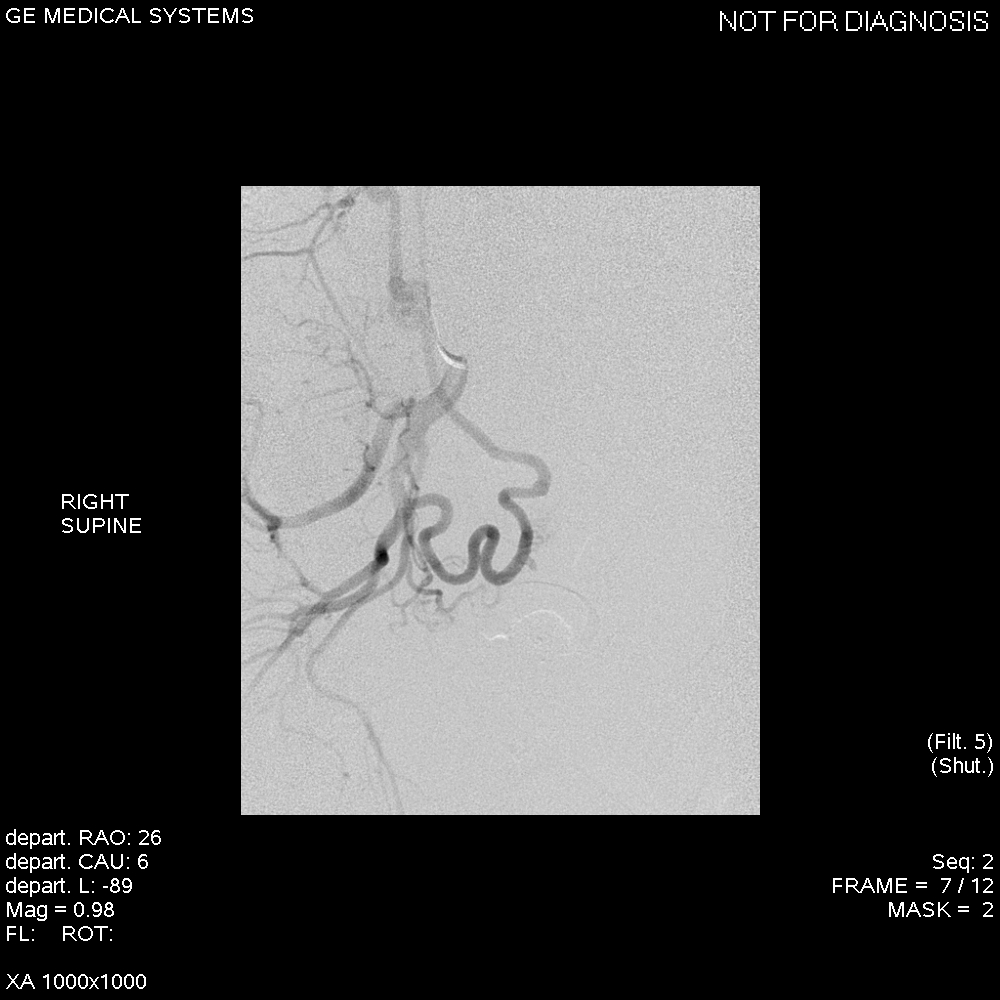 GE MEDICAL SYSTEMS
NOT FOR DIAGNOSIS
RIGHT
SUPINE
(Filt. 5)
(Shut.)
depart. RAO: 26
depart. CAU: 6
depart. L: -89
Mag = 0.98
FL: ROT:
XA 1000x1000
Seq: 2
FRAME = 7 / 12
MASK = 2